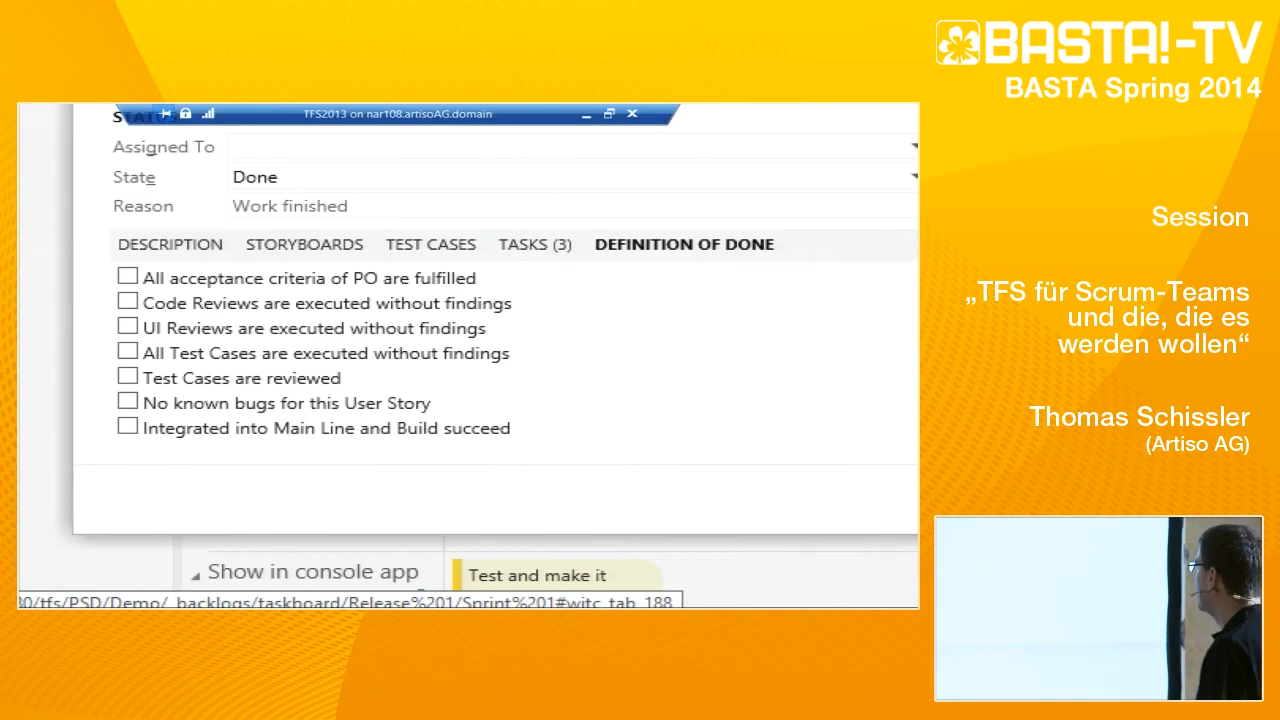 BASTA!-TV
BASTA Spring 2014
TFS2013 on nar108.artisoAG.domain
Assigned To
State Done
Reason Work finished
DESCRIPTION STORYBOARDS TEST CASES TASKS (3) DEFINITION OF DONE
All acceptance criteria of PO are fulfilled
Code Reviews are executed without findings
UI Reviews are executed without findings
All Test Cases are executed without findings
Test Cases are reviewed
No known bugs for this User Story
Integrated into Main Line and Build succeed
Show in console app
Test and make it
/tfs/PSD/Demo/_backlogs/taskboard/Release%201/Sprint%201#witc_tab_188
Session
„TFS für Scrum-Teams
und die, die es
werden wollen“
Thomas Schissler
(Artiso AG)